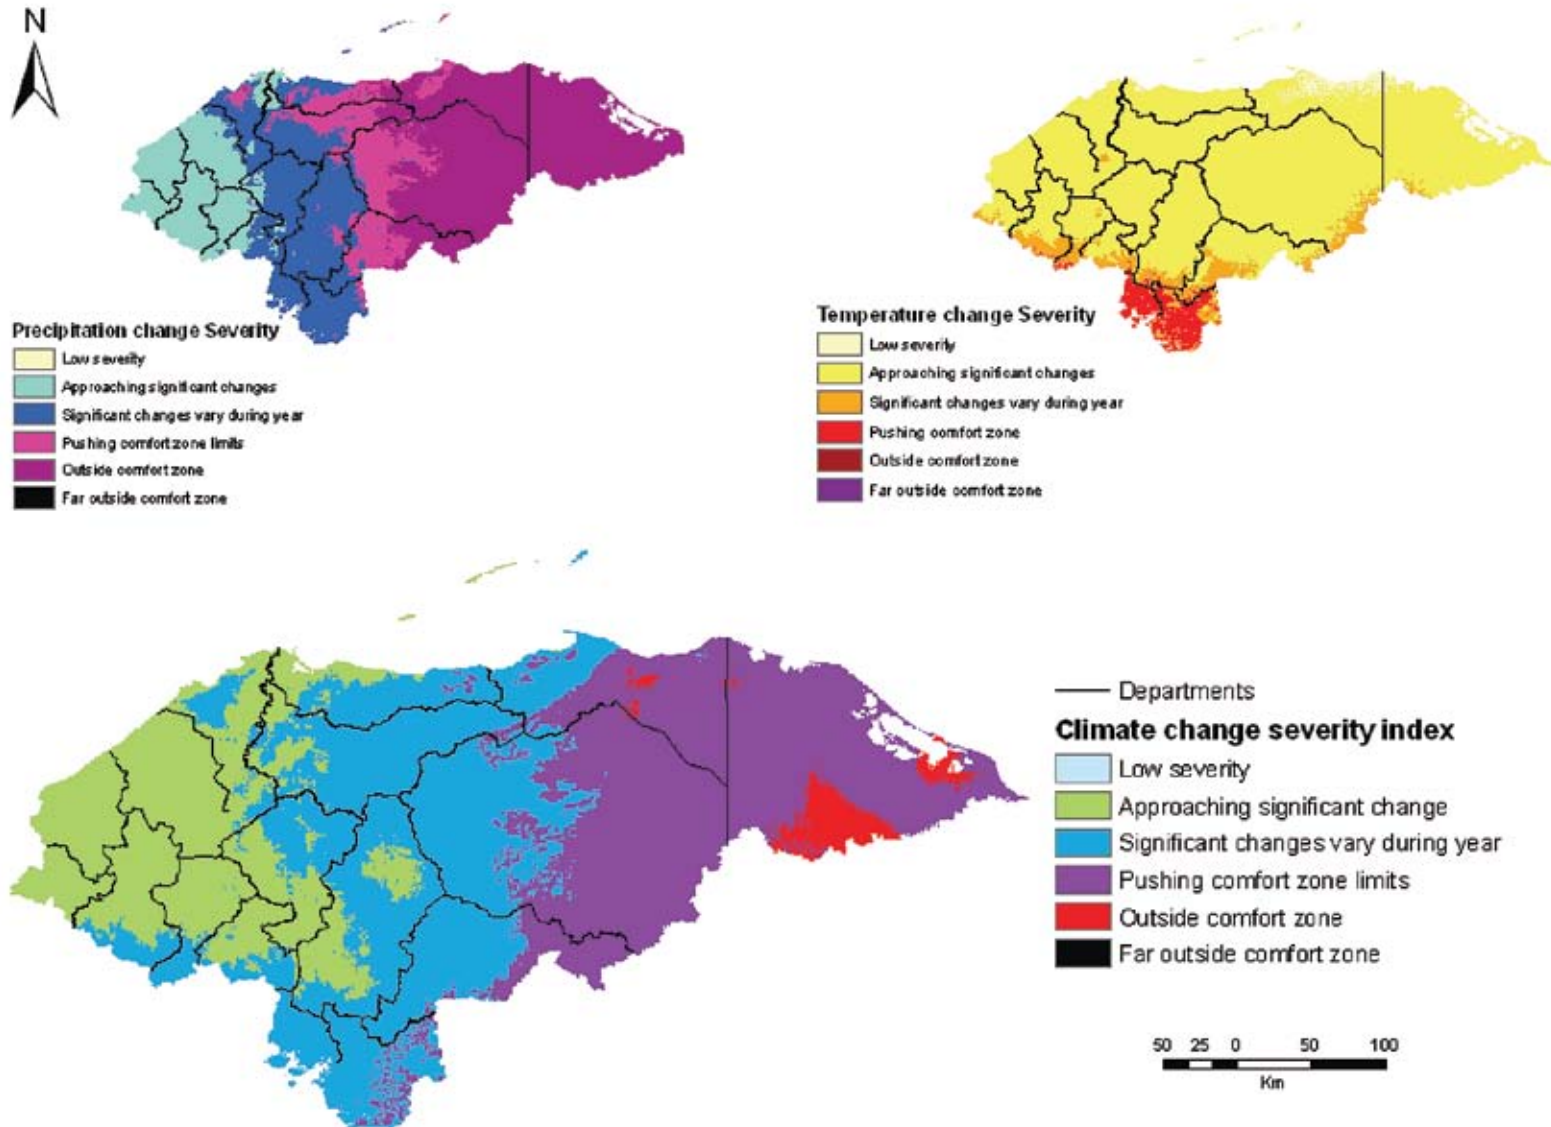 N
Precipitation change Severity
Low severity
Approaching significant changes
Significant changes vary during year
Pushing comfort zone limits
Outside comfort zone
Far outside comfort zone
Temperature change Severity
Low severity
Approaching significant changes
Significant changes vary during year
Pushing comfort zone
Outside comfort zone
Far outside comfort zone
Departments
Climate change severity index
Low severity
Approaching significant change
Significant changes vary during year
Pushing comfort zone limits
Outside comfort zone
Far outside comfort zone
50 25 0 50 100
Km